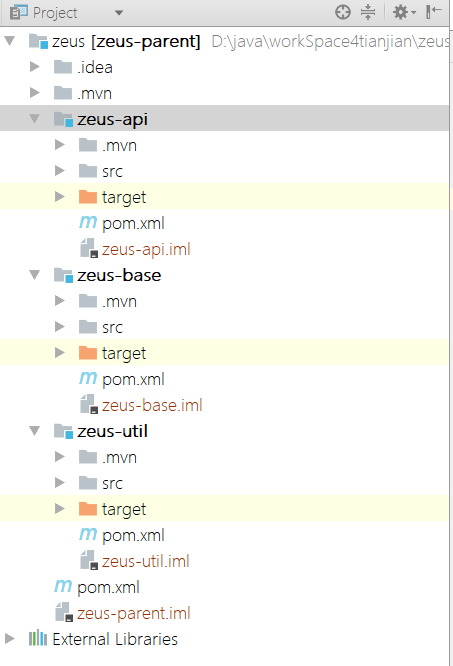 Project
zeus [zeus-parent] D:\java\workSpace4tianjian\zeus
.idea
.mvn
zeus-api
.mvn
src
target
pom.xml
zeus-api.iml
zeus-base
.mvn
src
target
pom.xml
zeus-base.iml
zeus-util
.mvn
src
target
pom.xml
zeus-util.iml
pom.xml
zeus-parent.iml
External Libraries